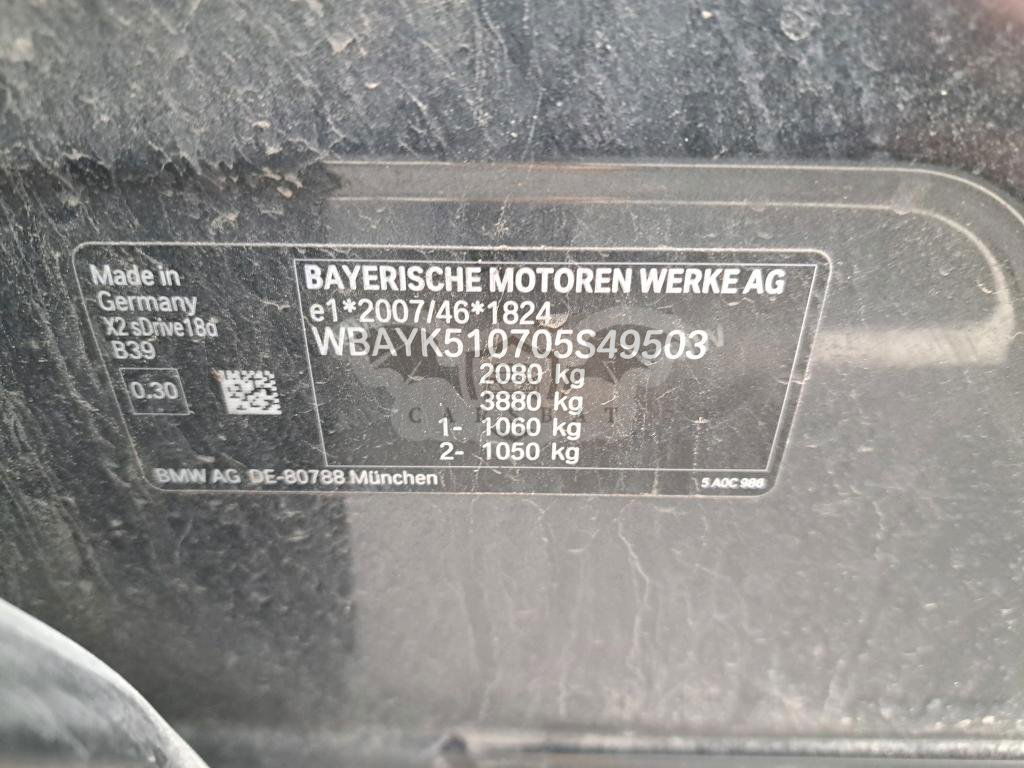 Made in
Germany
X2 sDrive18d
B39
0.30
BAYERISCHE MOTOREN WERKE AG
e1*2007/46*1824
WBAYK510705S49503
2080 kg
3880 kg
1- 1060 kg
2- 1050 kg
BMW AG DE-80788 München
5 A0C 986